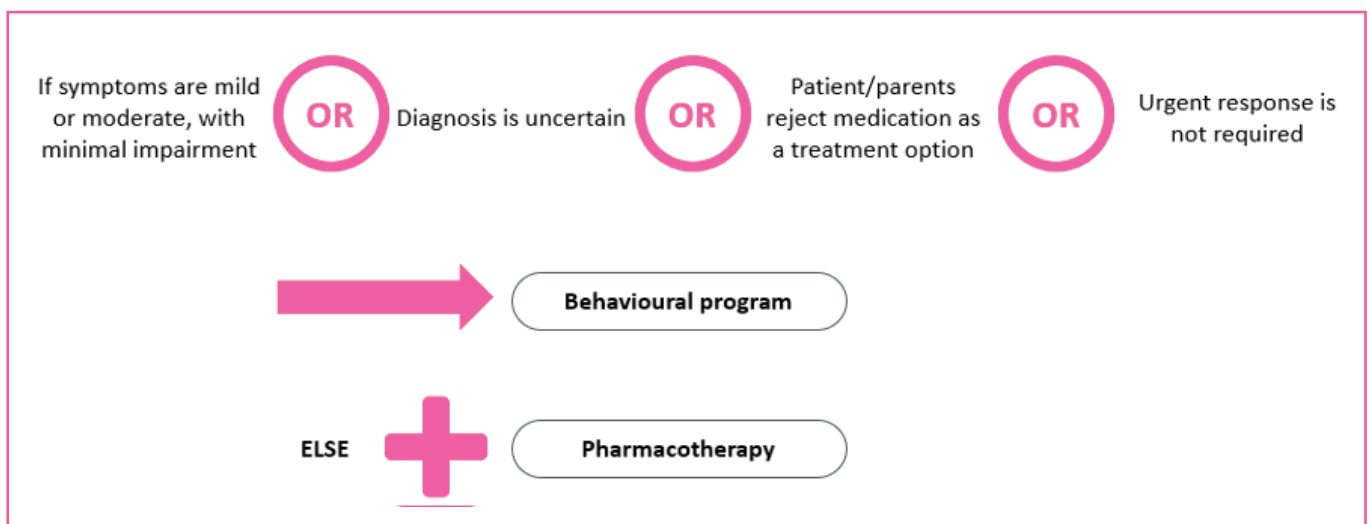 If symptoms are mild
or moderate, with
minimal impairment
OR
Diagnosis is uncertain
OR
Patient/parents
reject medication as
a treatment option
OR
Urgent response is
not required
Behavioural program
ELSE
Pharmacotherapy